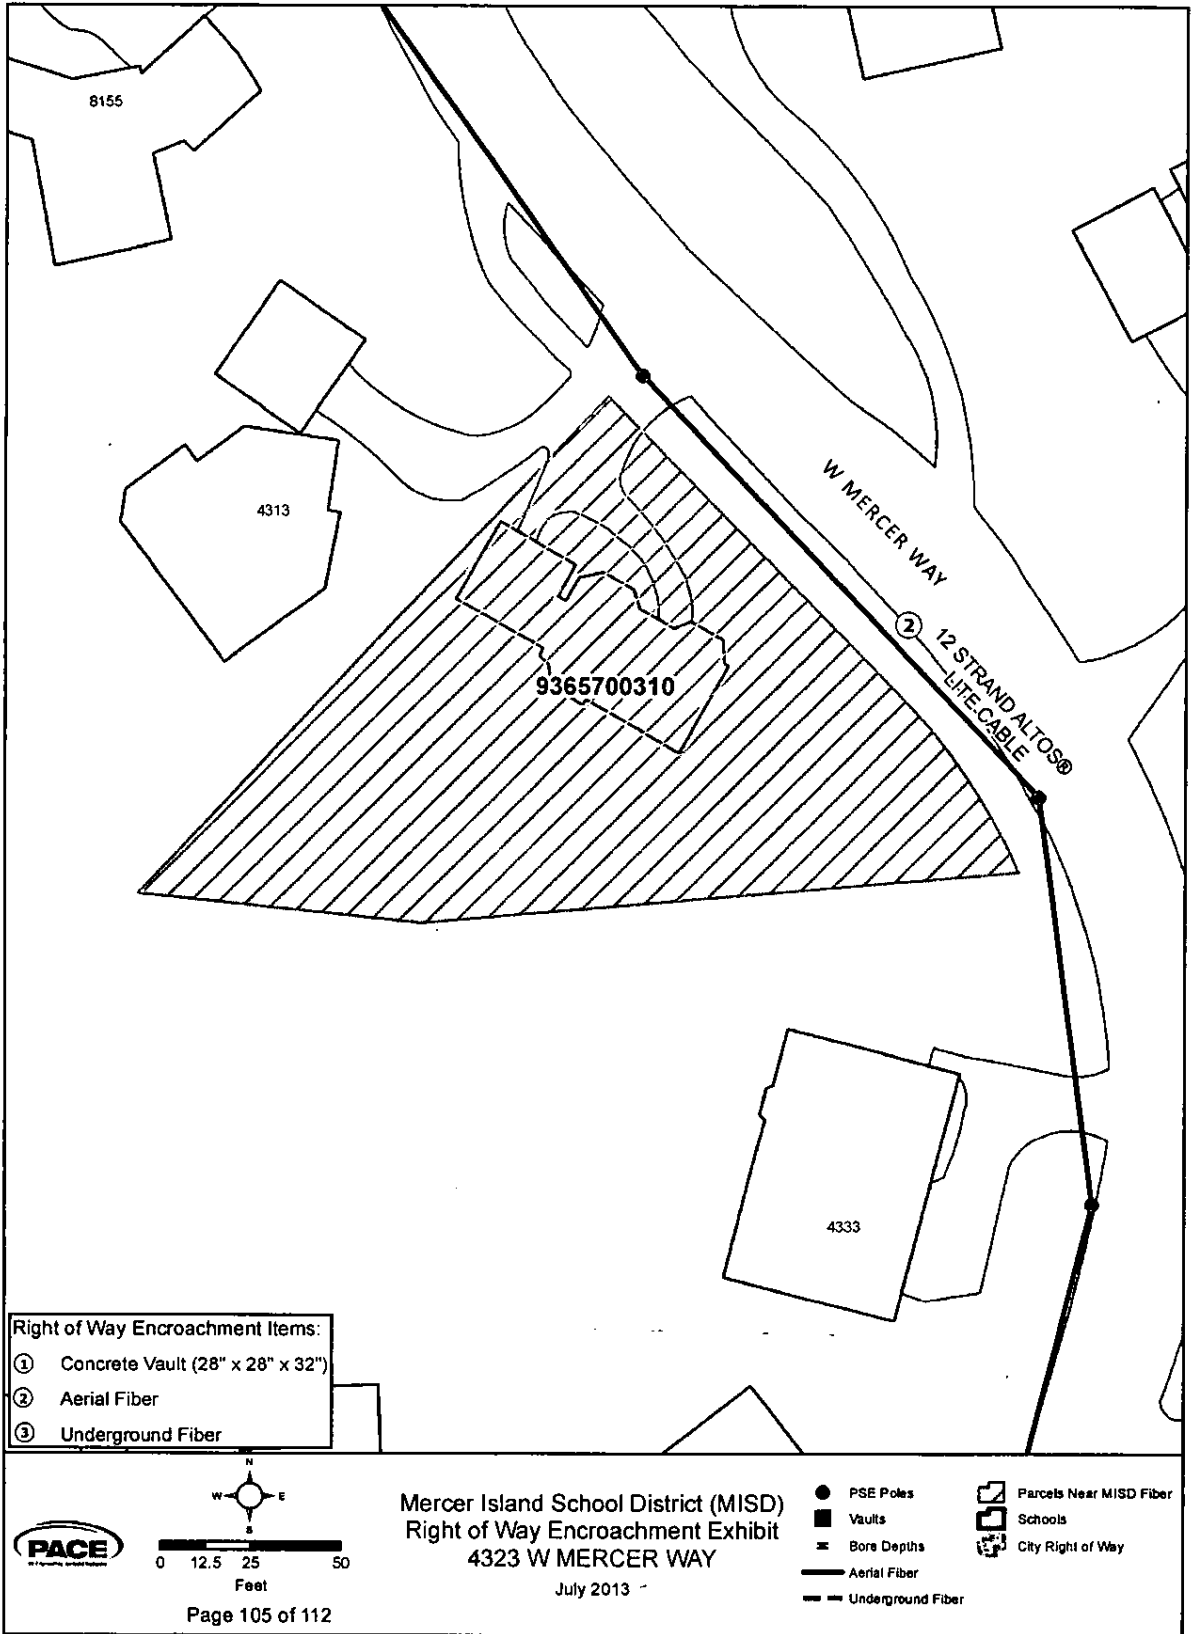 8155
4313
W MERCER WAY
② 12 STRAND ALTOS®
LITE CABLE
9365700310
4333
Right of Way Encroachment Items:
① Concrete Vault (28" x 28" x 32")
② Aerial Fiber
③ Underground Fiber
N
W E
S
PACE
0 12.5 25 50
Feet
Page 105 of 112
Mercer Island School District (MISD)
Right of Way Encroachment Exhibit
4323 W MERCER WAY
July 2013
PSE Poles
Vaults
Bore Depths
Aerial Fiber
Underground Fiber
Parcels Near MISD Fiber
Schools
City Right of Way